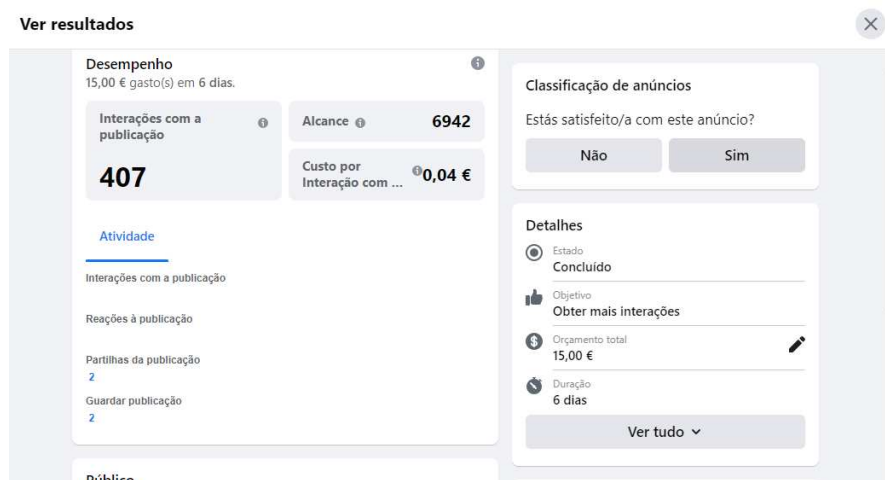 Ver resultados
Desempenho
15,00 € gasto(s) em 6 dias.
Interações com a
publicação
407
Alcance
6942
Custo por
Interação com ...
0,04 €
Atividade
Interações com a publicação
Reações à publicação
Partilhas da publicação
2
Guardar publicação
2
Público
Classificação de anúncios
Estás satisfeito/a com este anúncio?
Não
Sim
Detalhes
Estado
Concluído
Objetivo
Obter mais interações
Orçamento total
15,00 €
Duração
6 dias
Ver tudo